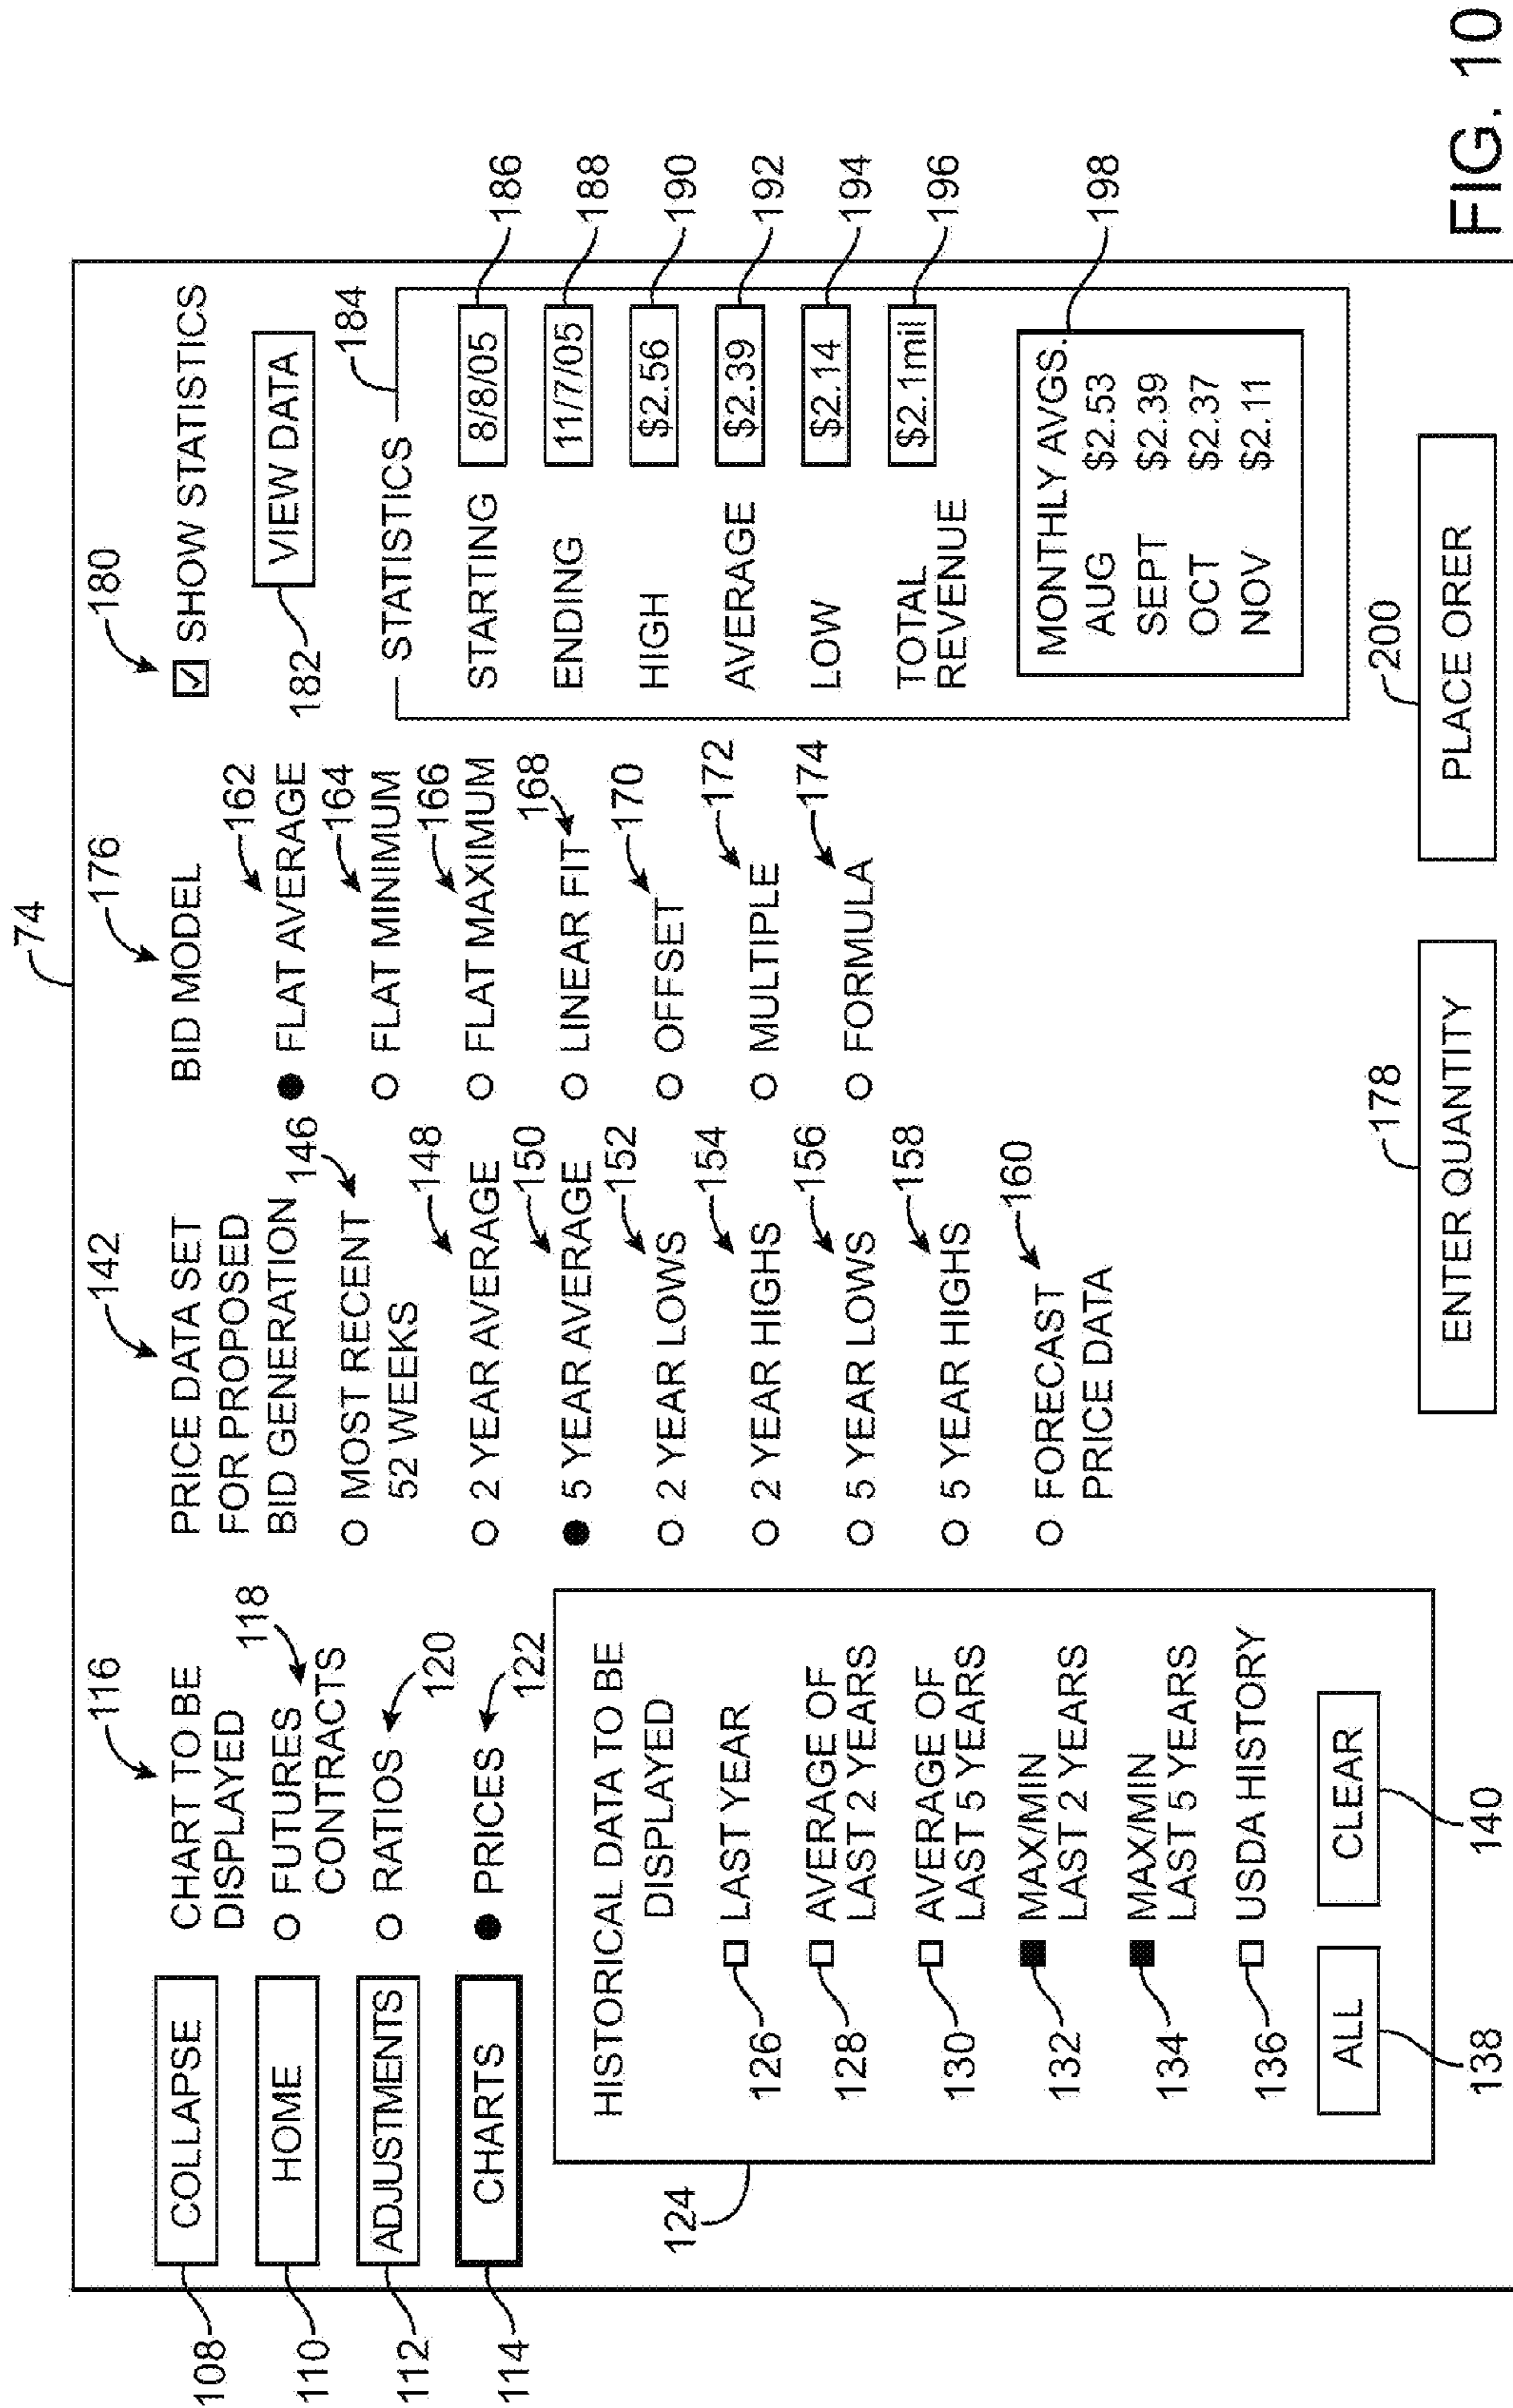 74
108
COLLAPSE
110
HOME
112
ADJUSTMENTS
114
CHARTS
116
CHART TO BE
DISPLAYED
118
FUTURES
CONTRACTS
RATIOS
120
PRICES
122
124
HISTORICAL DATA TO BE
DISPLAYED
126
LAST YEAR
128
AVERAGE OF
LAST 2 YEARS
130
AVERAGE OF
LAST 5 YEARS
132
MAX/MIN
LAST 2 YEARS
134
MAX/MIN
LAST 5 YEARS
136
USDA HISTORY
ALL
CLEAR
138
140
142
PRICE DATA SET
FOR PROPOSED
BID GENERATION
146
MOST RECENT
52 WEEKS
148
2 YEAR AVERAGE
150
5 YEAR AVERAGE
152
2 YEAR LOWS
154
2 YEAR HIGHS
156
5 YEAR LOWS
158
5 YEAR HIGHS
160
FORECAST
PRICE DATA
176
BID MODEL
162
FLAT AVERAGE
164
FLAT MINIMUM
166
FLAT MAXIMUM
168
LINEAR FIT
170
OFFSET
172
MULTIPLE
174
FORMULA
178
ENTER QUANTITY
180
SHOW STATISTICS
182
VIEW DATA
184
STATISTICS
STARTING 8/8/05 186
ENDING 11/7/05 188
HIGH $2.56 190
AVERAGE $2.39 192
LOW $2.14 194
TOTAL
REVENUE $2.1mil 196
MONTHLY AVGS. 198
AUG $2.53
SEPT $2.39
OCT $2.37
NOV $2.11
200
PLACE ORER
FIG. 10